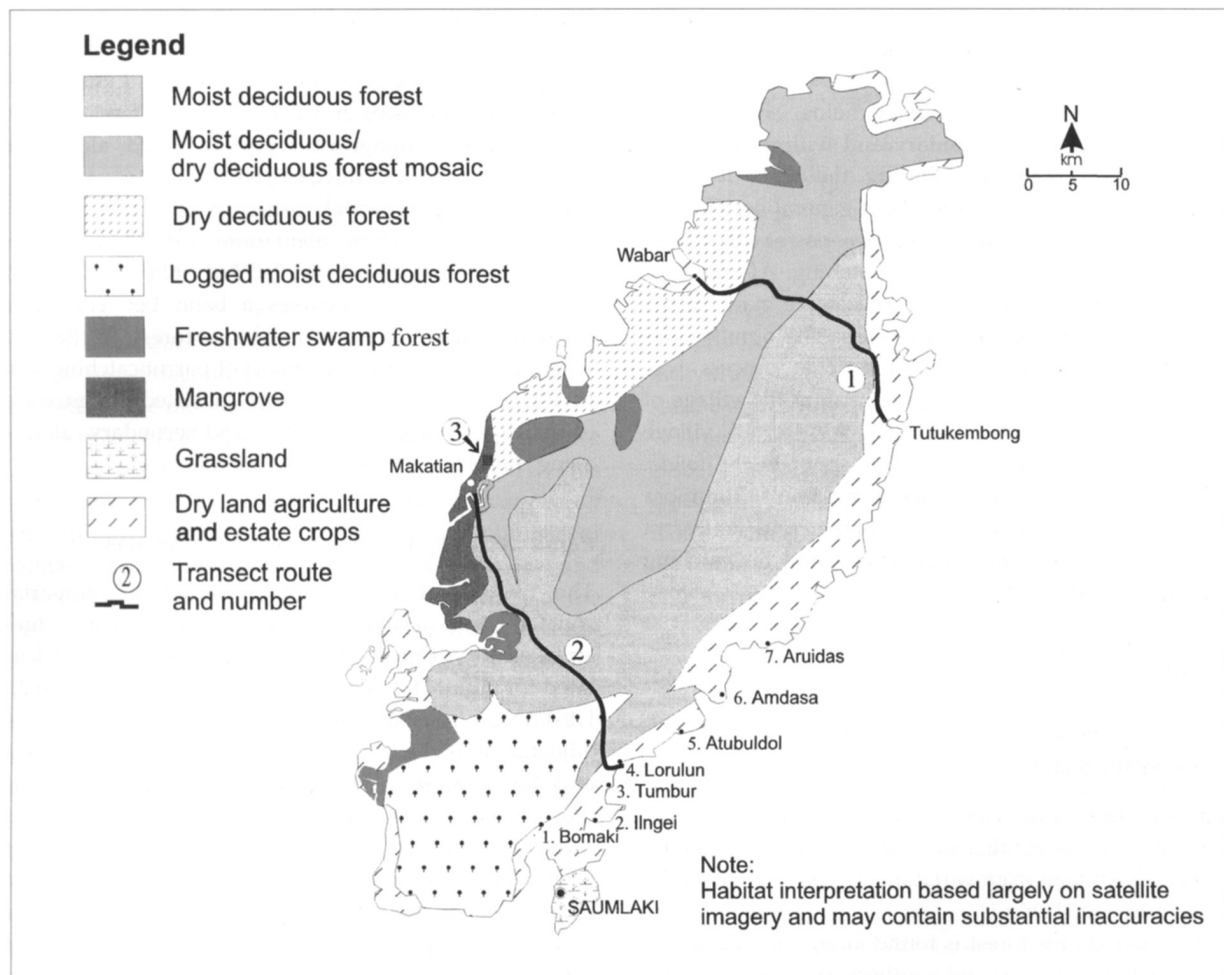 Legend
Moist deciduous forest
Moist deciduous/
dry deciduous forest mosaic
Dry deciduous forest
Logged moist deciduous forest
Freshwater swamp forest
Mangrove
Grassland
Dry land agriculture
and estate crops
2 Transect route
and number
N
km
0 5 10
Wabar
1
Tutukembong
3
Makatian
2
7. Aruidas
6. Amdasa
5. Atubuldol
4. Lorulun
3. Tumbur
2. Ilngei
1. Bomaki
SAUMLAKI
Note:
Habitat interpretation based largely on satellite
imagery and may contain substantial inaccuracies